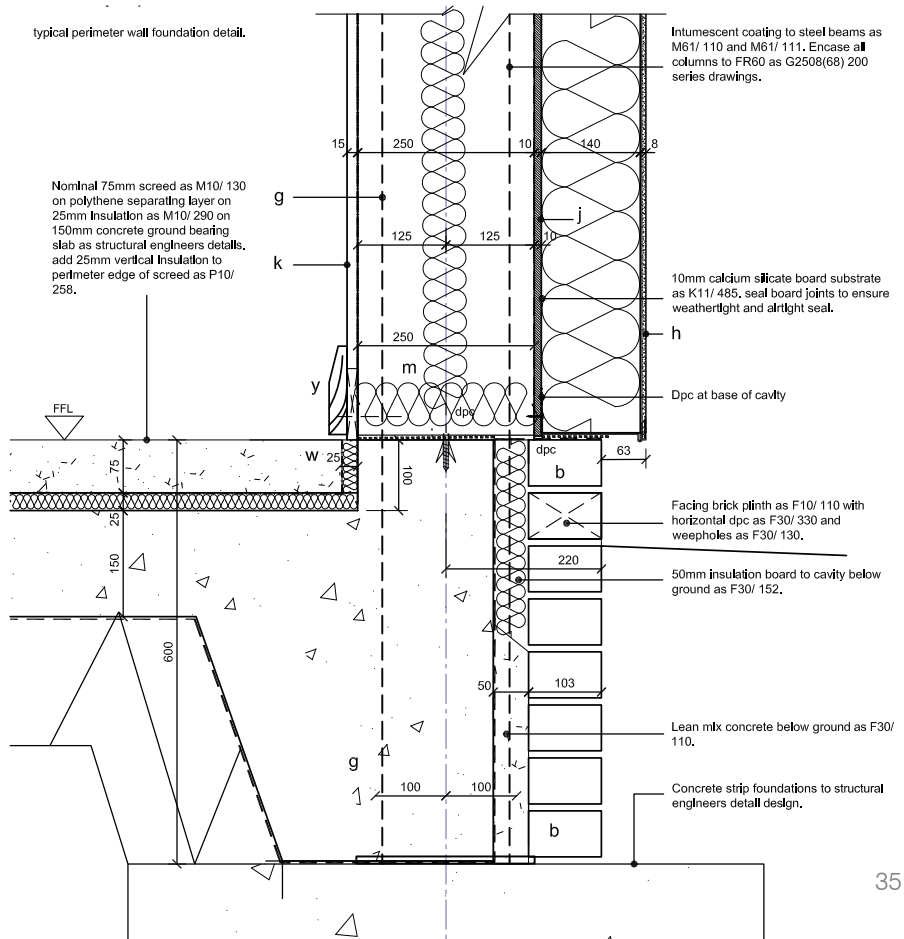 typical perimeter wall foundation detail.
Intumescent coating to steel beams as
M61/ 110 and M61/ 111. Encase all
columns to FR60 as G2508(68) 200
series drawings.
15
250
10
140
8
Nominal 75mm screed as M10/ 130
on polythene separating layer on
25mm insulation as M10/ 290 on
150mm concrete ground bearing
slab as structural engineers details.
add 25mm vertical insulation to
perimeter edge of screed as P10/
258.
g
j
125
125
10
k
10mm calcium silicate board substrate
as K11/ 485. seal board joints to ensure
weathertight and airtight seal.
250
h
m
y
Dpc at base of cavity
FFL
dpc
w
25
75
100
dpc
b
63
25
Facing brick plinth as F10/ 110 with
horizontal dpc as F30/ 330 and
weepholes as F30/ 130.
150
220
50mm insulation board to cavity below
ground as F30/ 152.
600
50
103
Lean mix concrete below ground as F30/
110.
g
100
100
b
Concrete strip foundations to structural
engineers detail design.
35